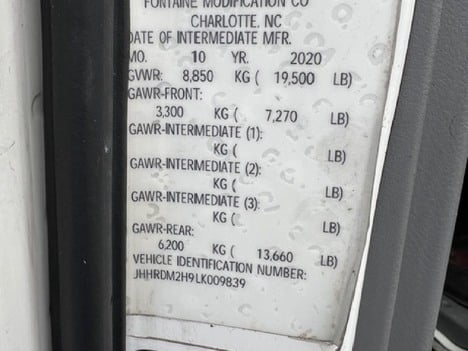 FONTAINE MODIFICATION CO
CHARLOTTE, NC
DATE OF INTERMEDIATE MFR.
MO. 10 YR. 2020
GVWR: 8,850 KG ( 19,500 LB)
GAWR-FRONT:
3,300 KG ( 7,270 LB)
GAWR-INTERMEDIATE (1):
KG ( LB)
GAWR-INTERMEDIATE (2):
KG ( LB)
GAWR-INTERMEDIATE (3):
KG ( LB)
GAWR-REAR:
6,200 KG ( 13,660 LB)
VEHICLE IDENTIFICATION NUMBER:
JHHRDM2H9LK009839